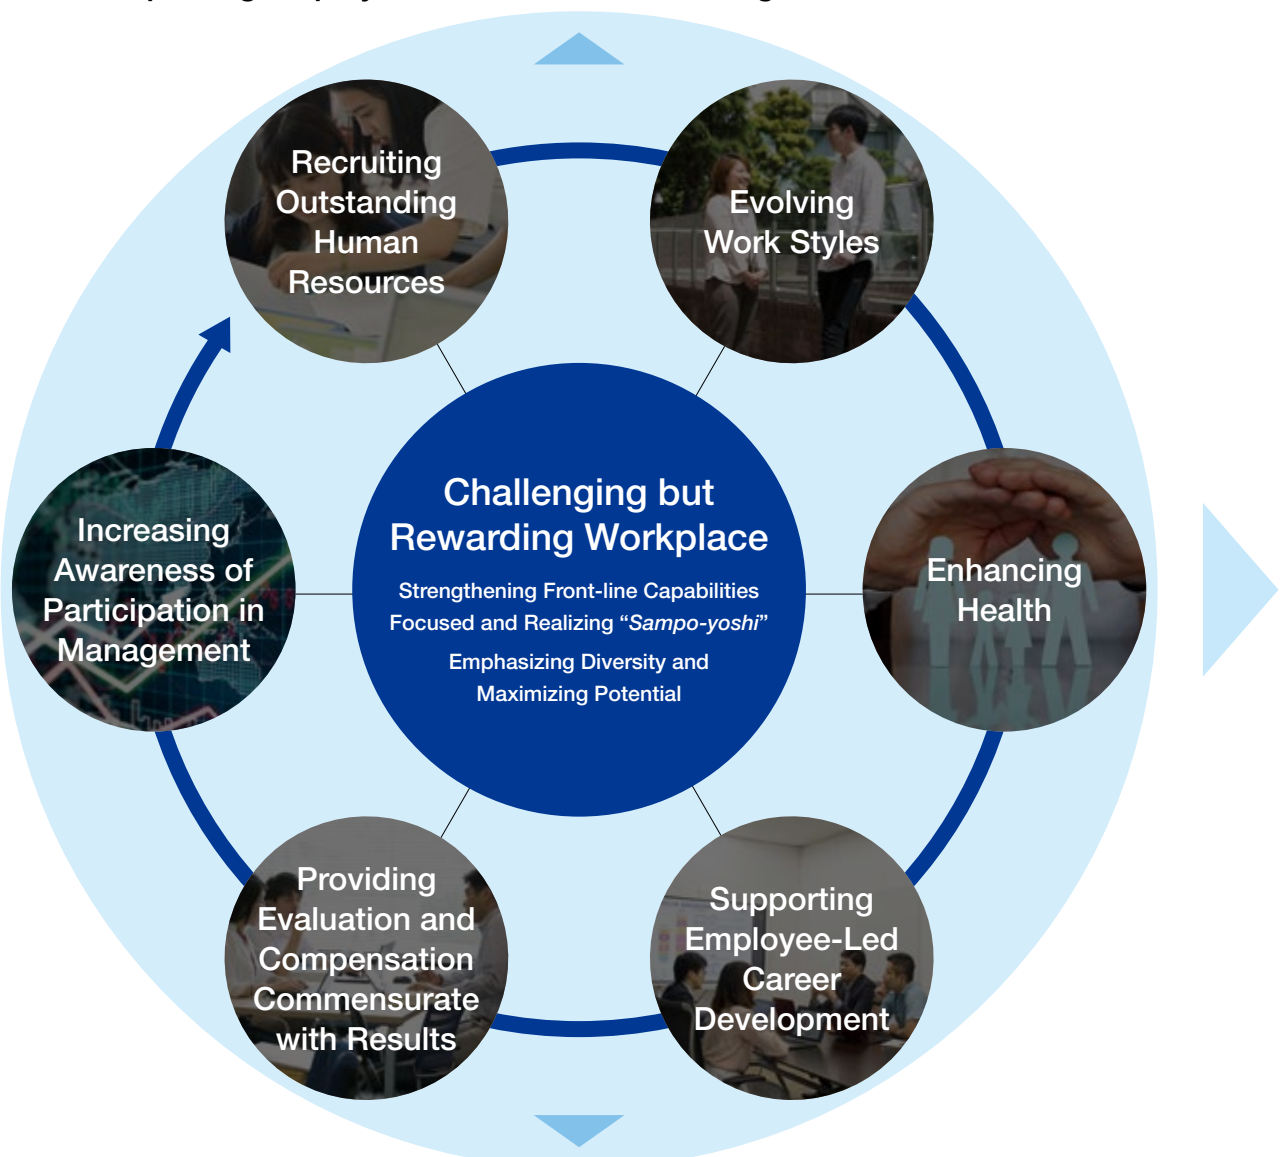 Recruiting
Outstanding
Human
Resources
Evolving
Work Styles
Challenging but
Rewarding Workplace
Strengthening Front-line Capabilities
Focused and Realizing “Sampo-yoshi”
Emphasizing Diversity and
Maximizing Potential
Increasing
Awareness of
Participation in
Management
Enhancing
Health
Providing
Evaluation and
Compensation
Commensurate
with Results
Supporting
Employee-Led
Career
Development